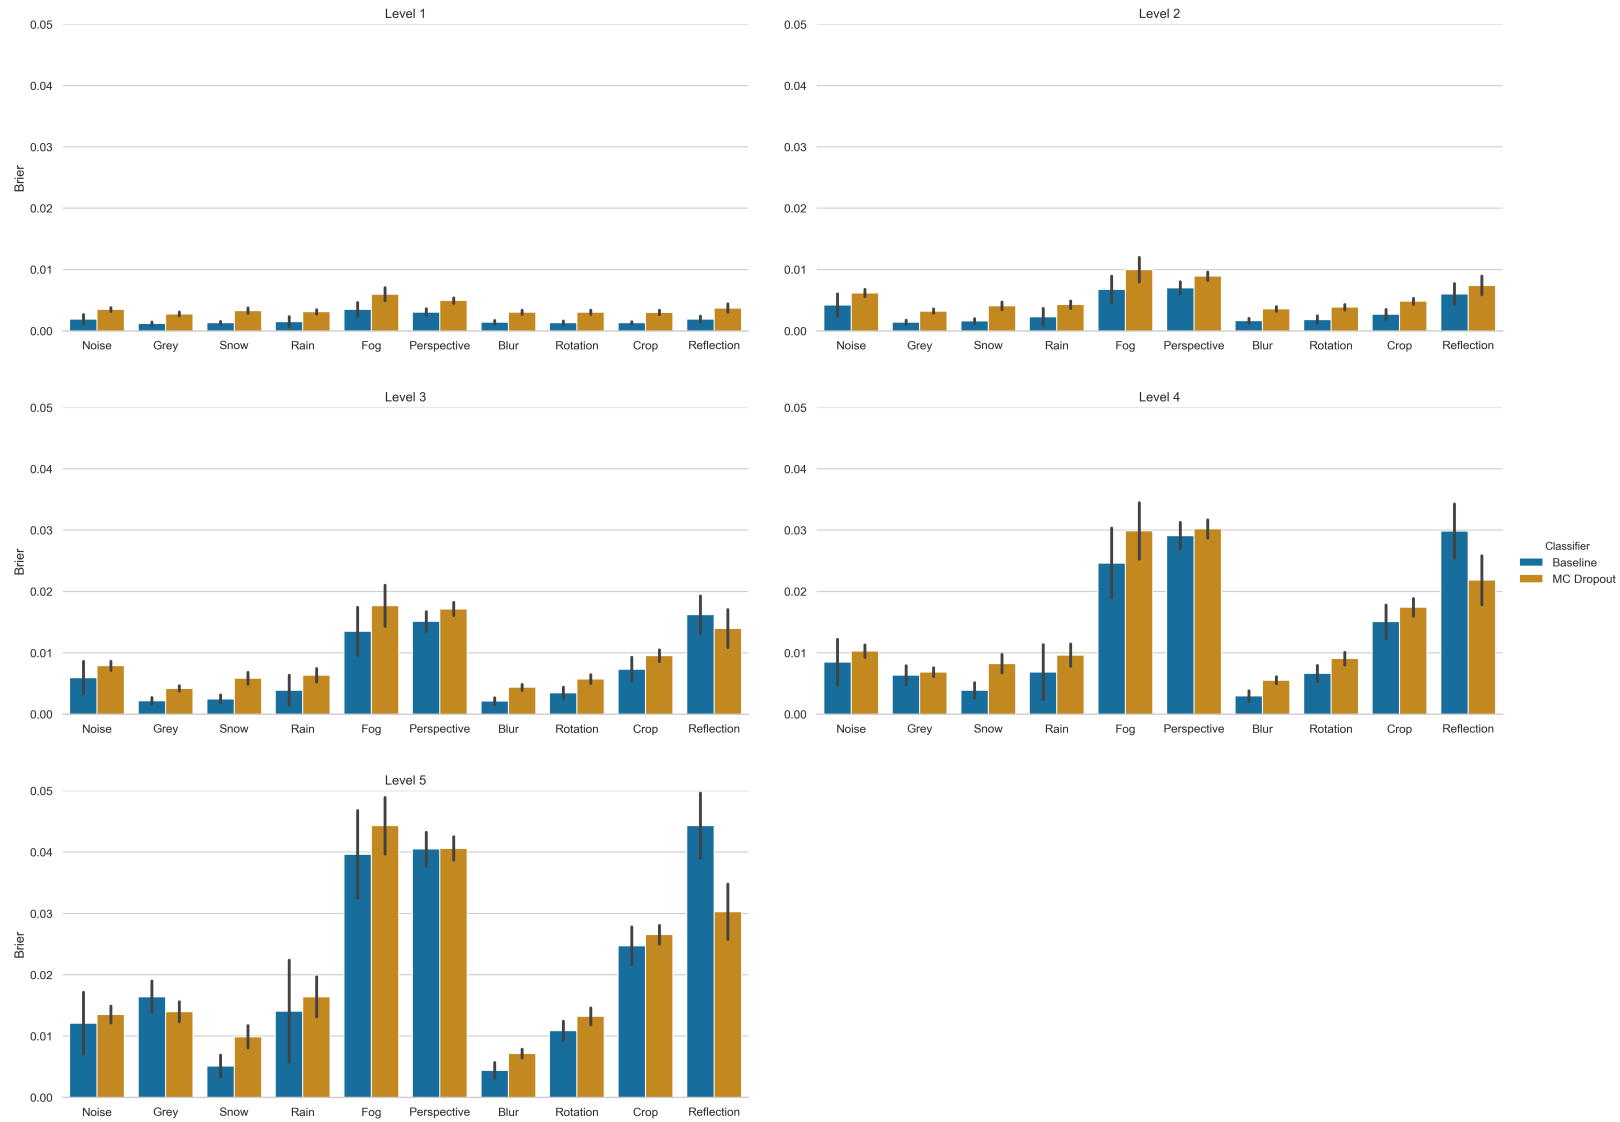 Level 1
0.05
0.04
0.03
0.02
0.01
0.00
Brier
Noise Grey Snow Rain Fog Perspective Blur Rotation Crop Reflection
Level 2
0.05
0.04
0.03
0.02
0.01
0.00
Noise Grey Snow Rain Fog Perspective Blur Rotation Crop Reflection
Level 3
0.05
0.04
0.03
0.02
0.01
0.00
Brier
Noise Grey Snow Rain Fog Perspective Blur Rotation Crop Reflection
Level 4
0.05
0.04
0.03
0.02
0.01
0.00
Noise Grey Snow Rain Fog Perspective Blur Rotation Crop Reflection
Classifier
Baseline
MC Dropout
Level 5
0.05
0.04
0.03
0.02
0.01
0.00
Brier
Noise Grey Snow Rain Fog Perspective Blur Rotation Crop Reflection